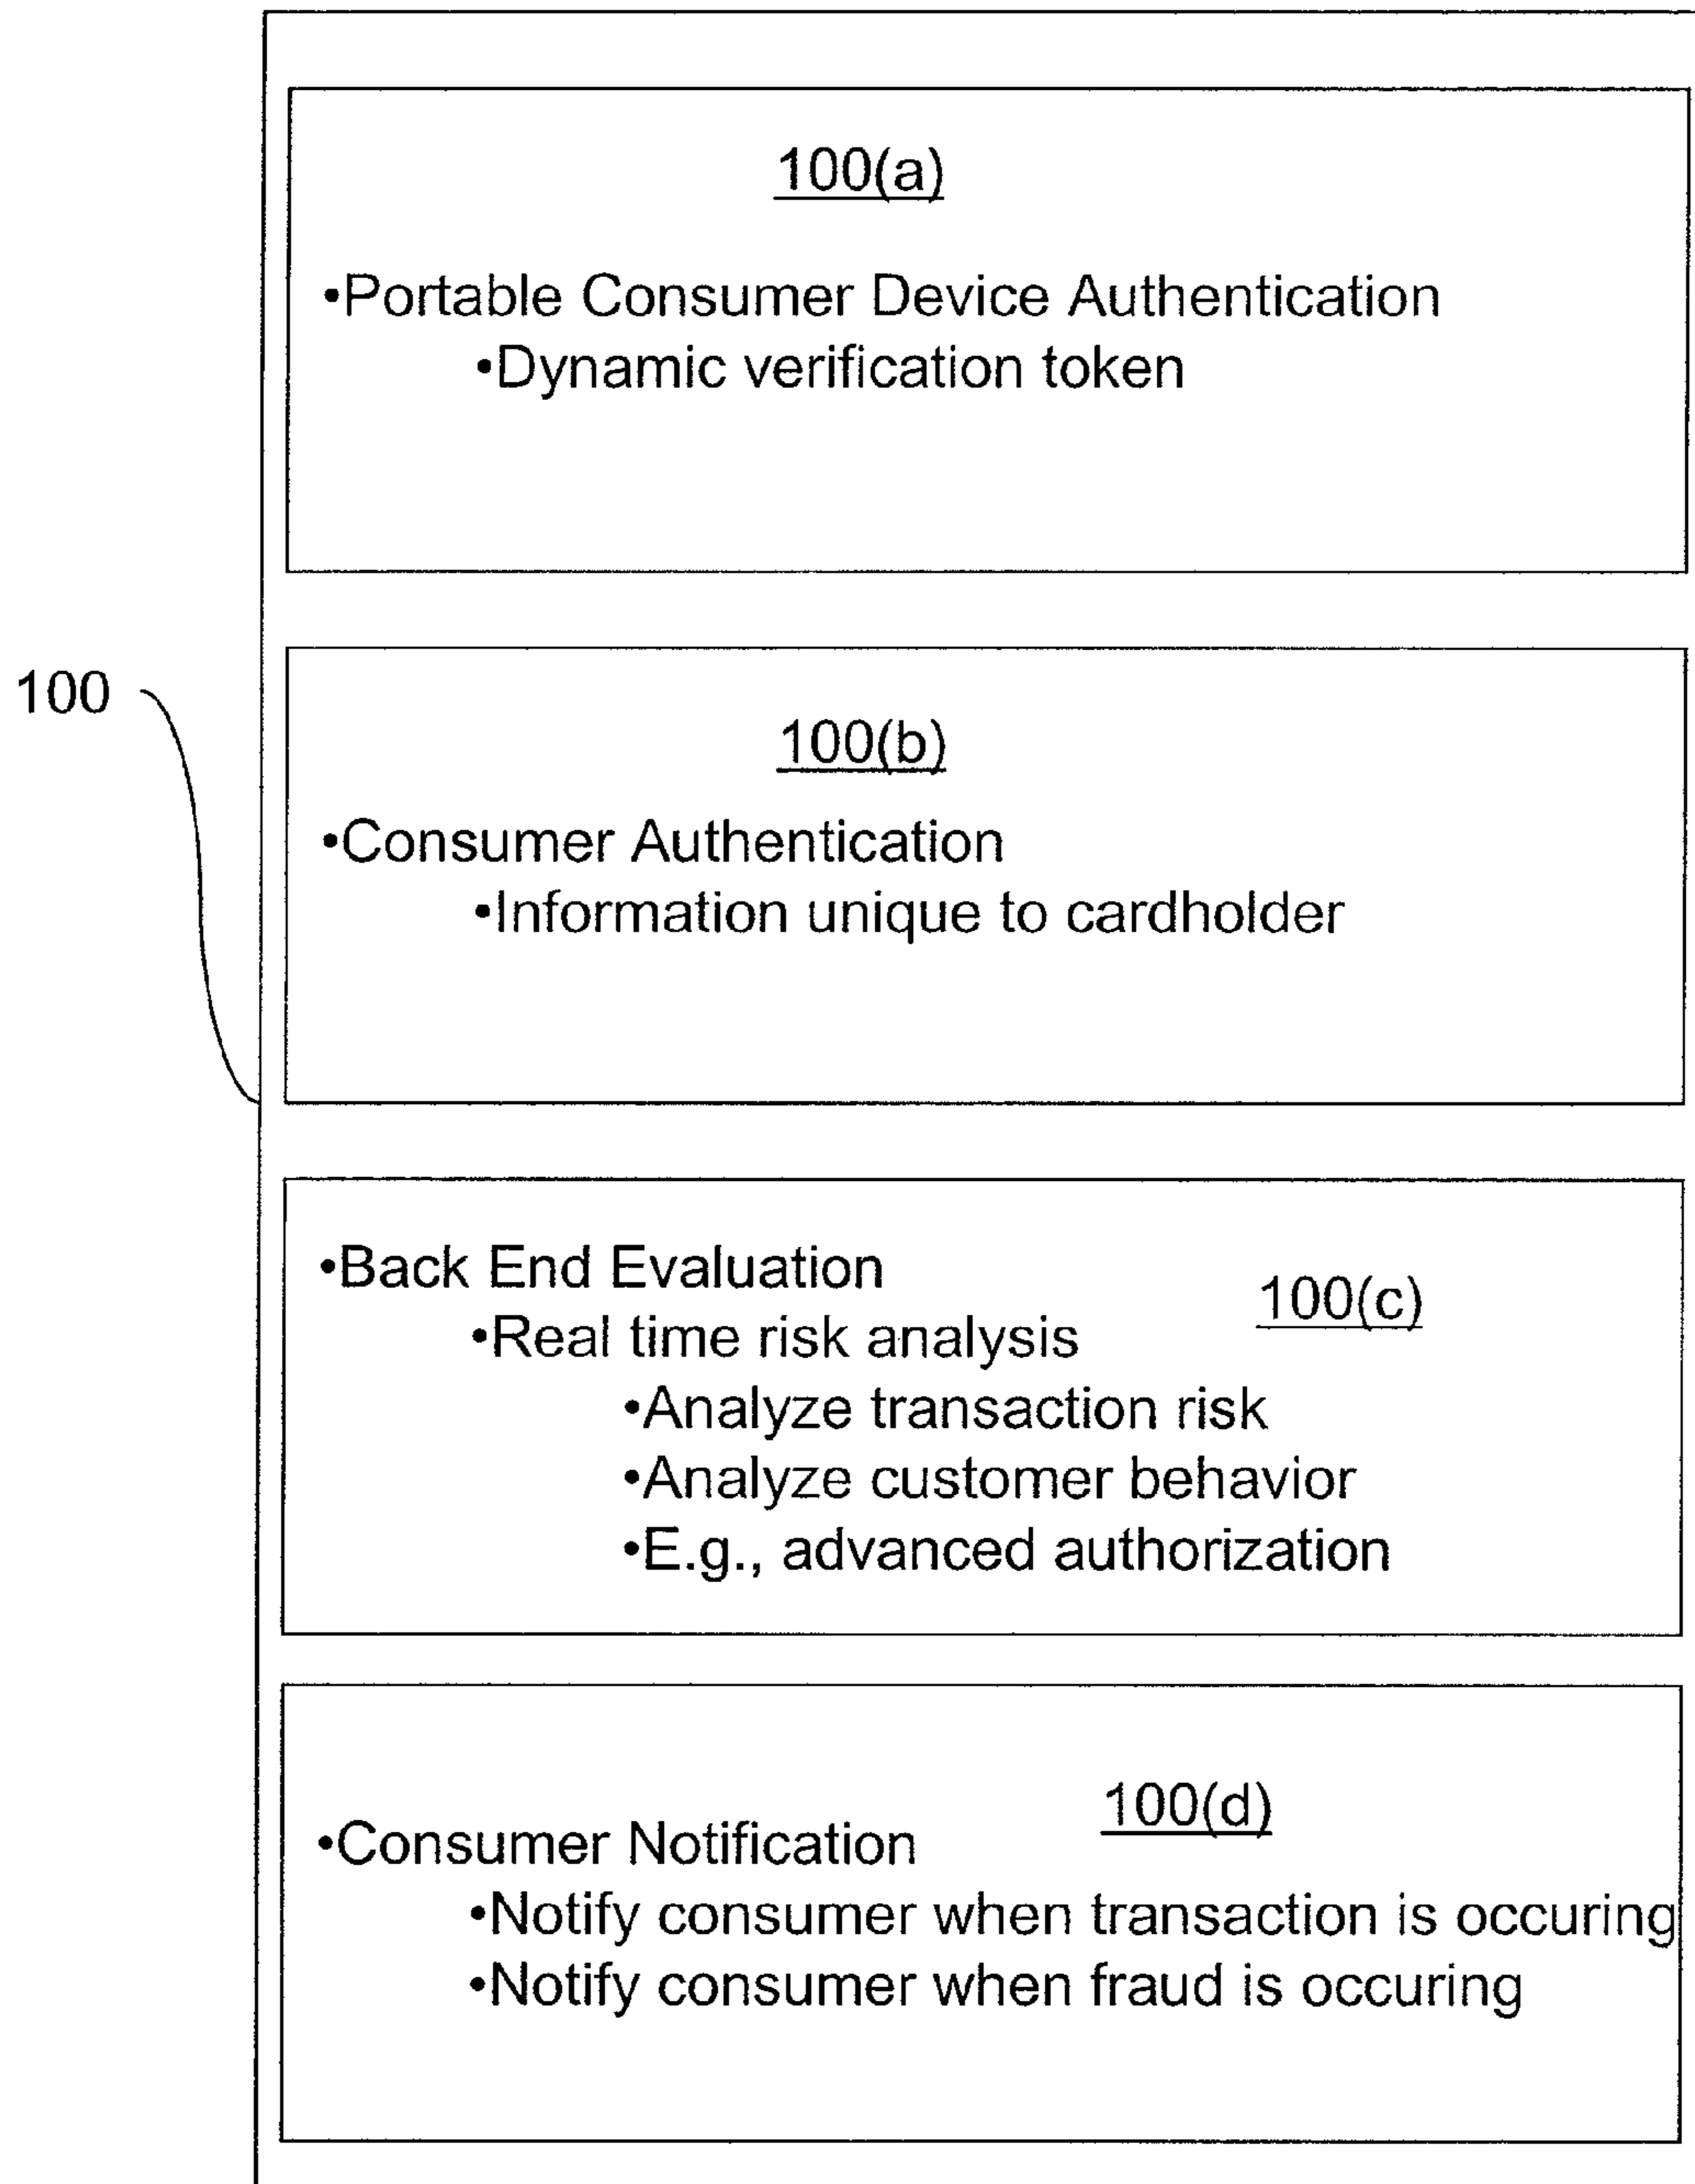 100(a)
•Portable Consumer Device Authentication
•Dynamic verification token
100
100(b)
•Consumer Authentication
•Information unique to cardholder
•Back End Evaluation
100(c)
•Real time risk analysis
•Analyze transaction risk
•Analyze customer behavior
•E.g., advanced authorization
100(d)
•Consumer Notification
•Notify consumer when transaction is occuring
•Notify consumer when fraud is occuring